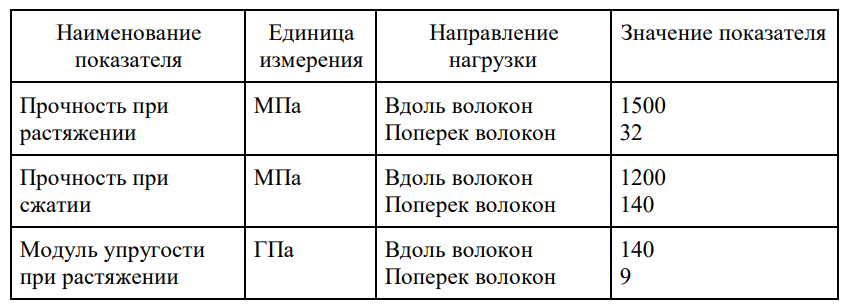 Наименование показателя
Единица измерения
Направление нагрузки
Значение показателя
Прочность при растяжении
МПа
Вдоль волокон
1500
Поперек волокон
32
Прочность при сжатии
МПа
Вдоль волокон
1200
Поперек волокон
140
Модуль упругости при растяжении
ГПа
Вдоль волокон
140
Поперек волокон
9